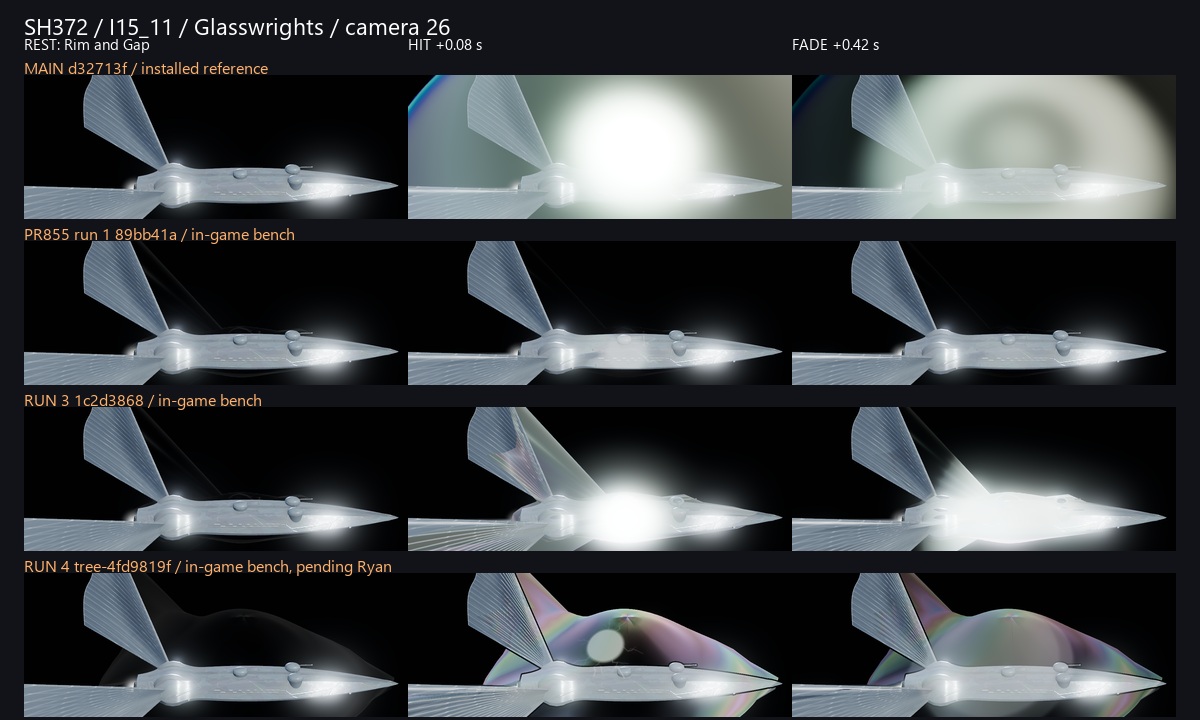 SH372 / I15_11 / Glasswrights / camera 26
REST: Rim and Gap
HIT +0.08 s
FADE +0.42 s
MAIN d32713f / installed reference
PR855 run 1 89bb41a / in-game bench
RUN 3 1c2d3868 / in-game bench
RUN 4 tree-4fd9819f / in-game bench, pending Ryan